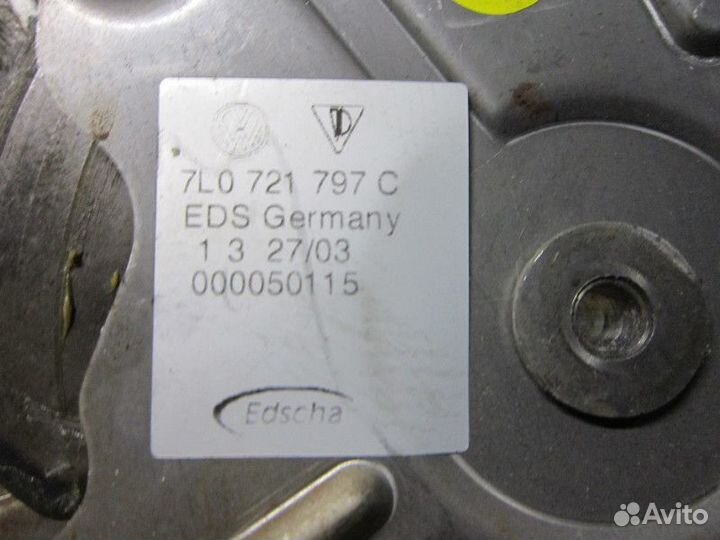 7L0 721 797 C
EDS Germany
1 3 27/03
000050115
Edscha
Avito